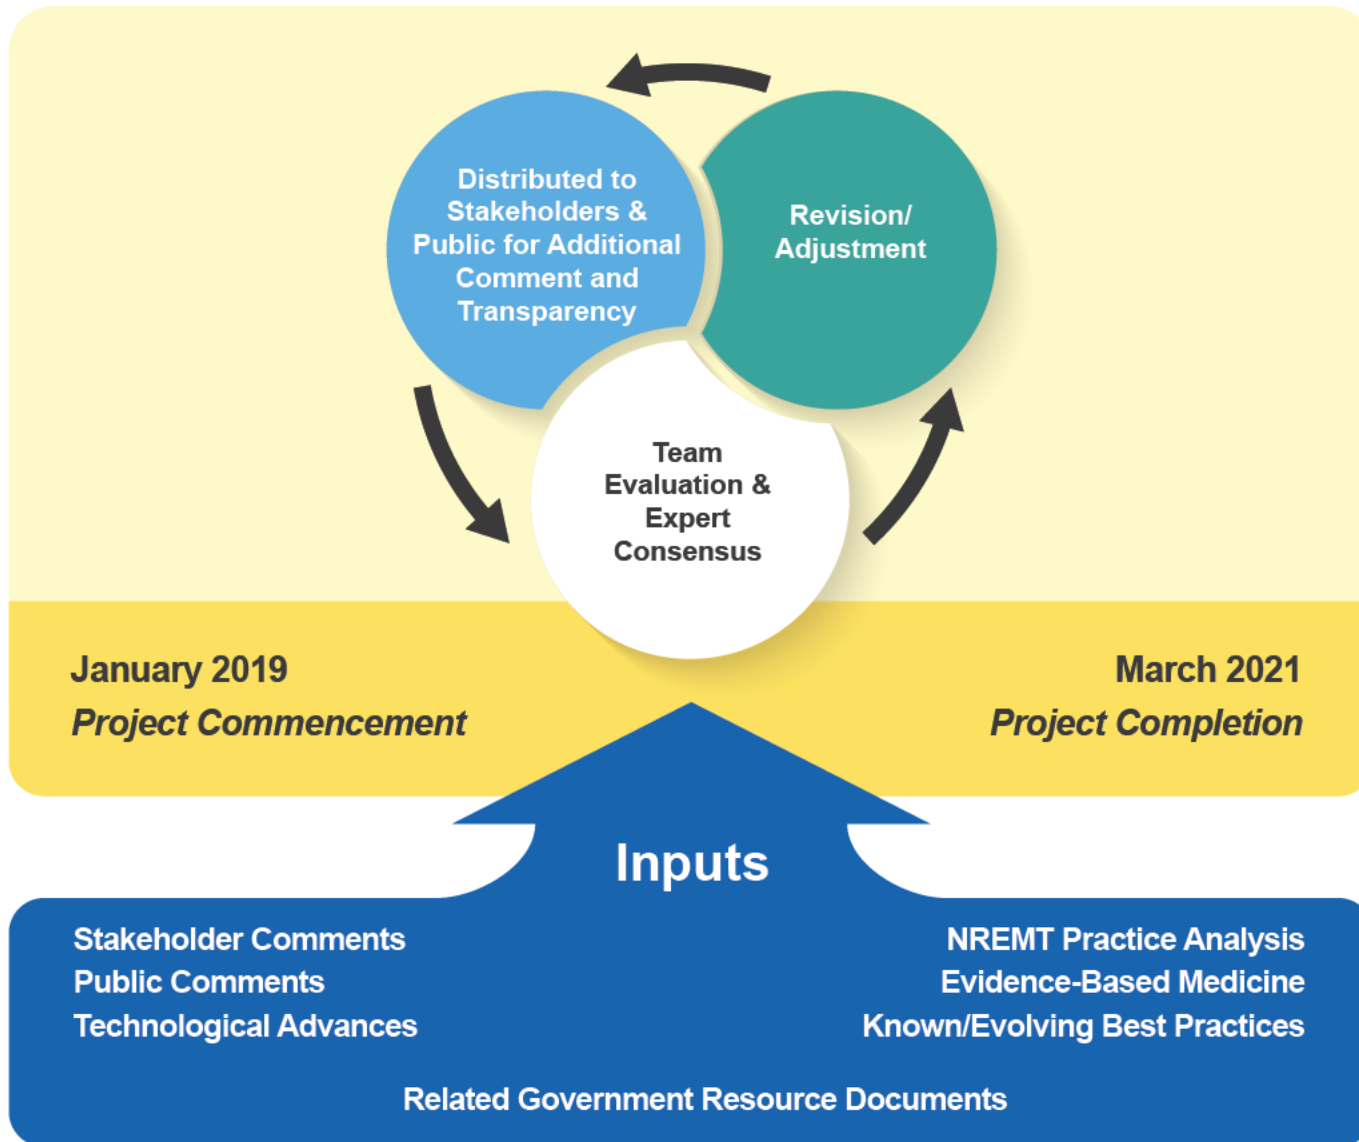 Distributed to
Stakeholders &
Public for Additional
Comment and
Transparency
Revision/
Adjustment
Team
Evaluation &
Expert
Consensus
January 2019
Project Commencement
March 2021
Project Completion
Inputs
Stakeholder Comments
Public Comments
Technological Advances
NREMT Practice Analysis
Evidence-Based Medicine
Known/Evolving Best Practices
Related Government Resource Documents